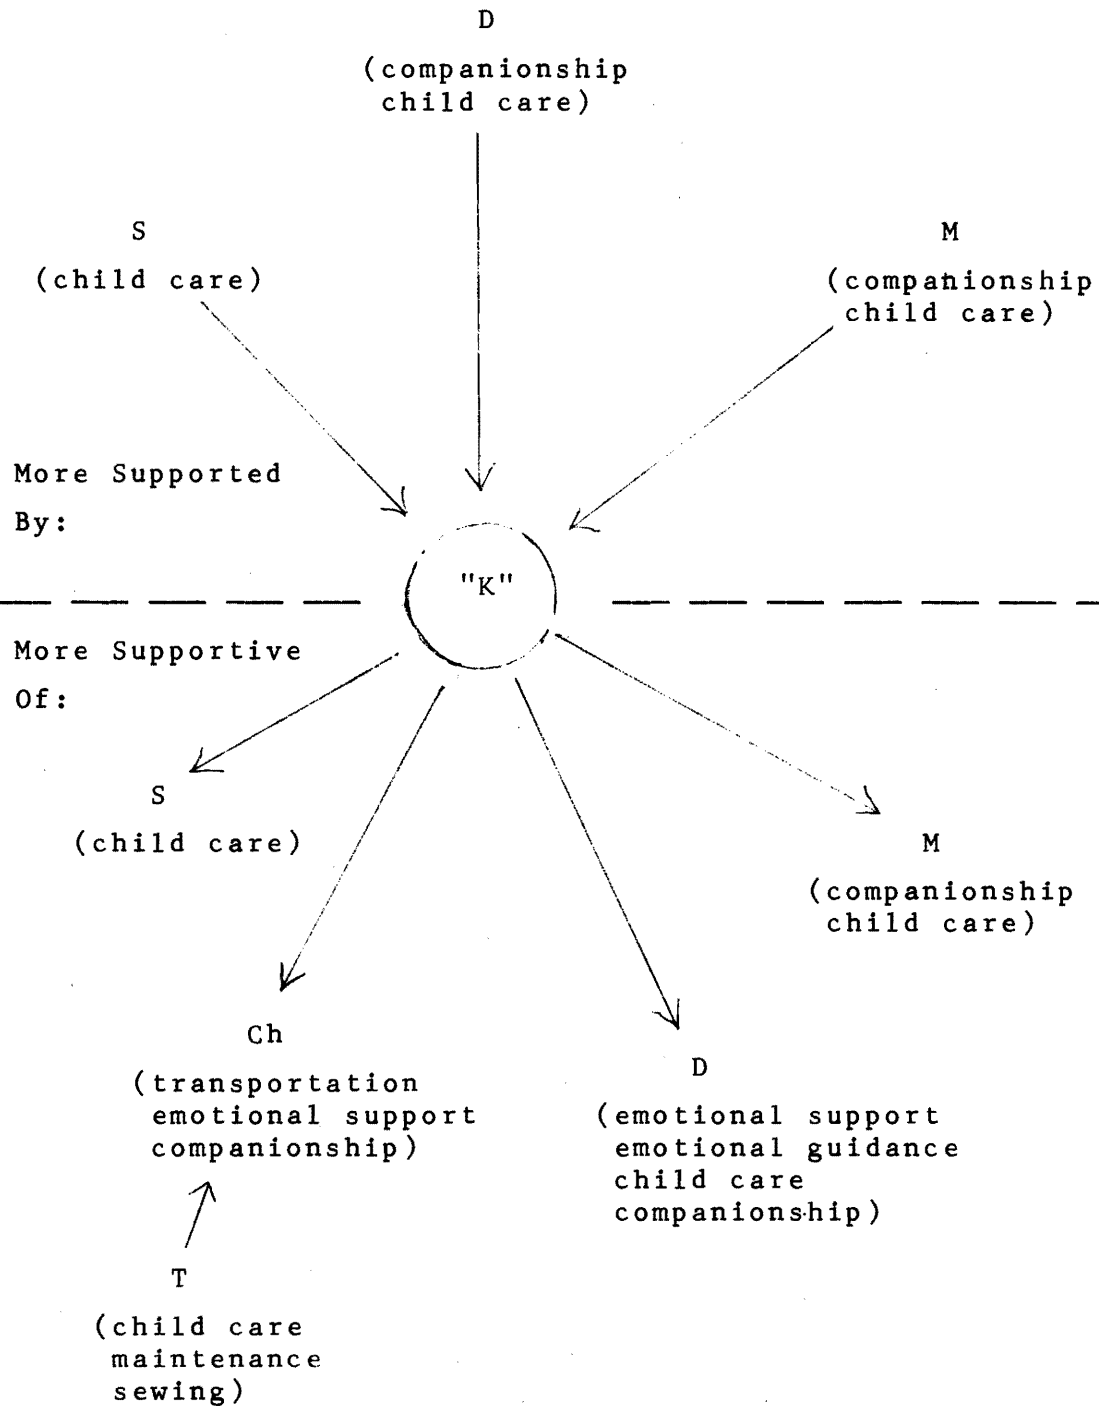 D
(companionship
child care)
S
(child care)
M
(companionship
child care)
More Supported
By:
"K"
More Supportive
Of:
S
(child care)
M
(companionship
child care)
Ch
(transportation
emotional support
companionship)
D
(emotional support
emotional guidance
child care
companionship)
T
(child care
maintenance
sewing)